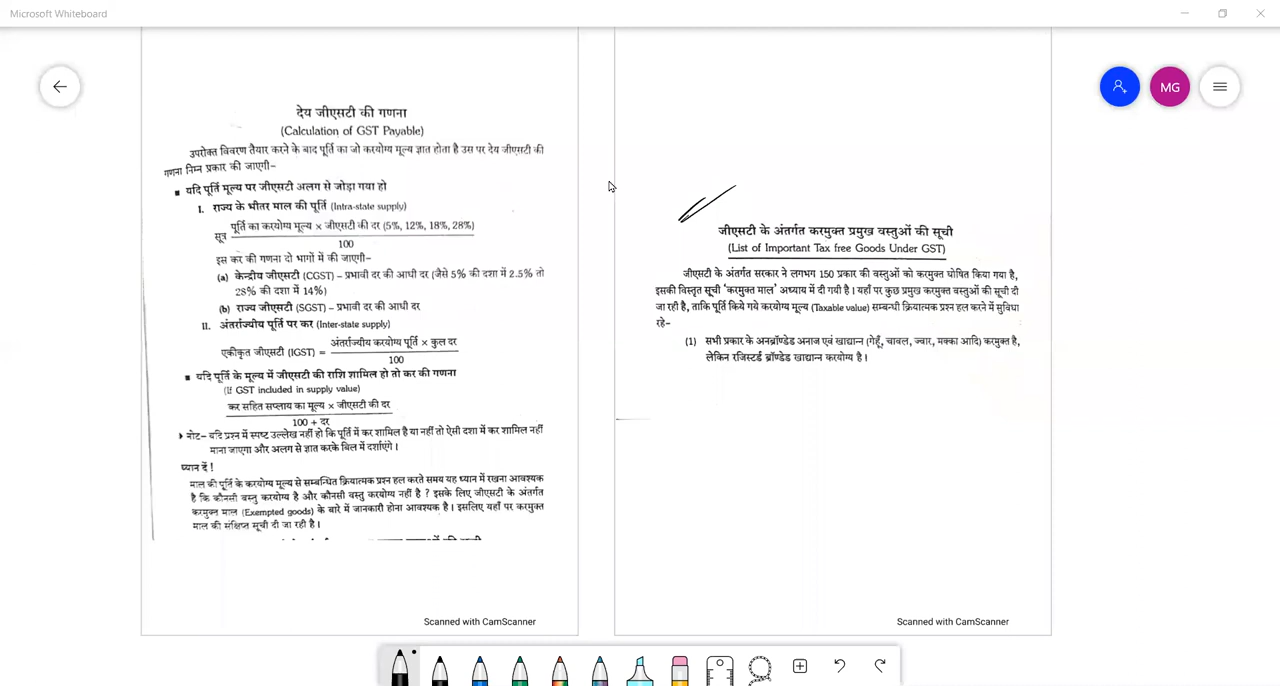 Microsoft Whiteboard
MG
देय जीएसटी की गणना
(Calculation of GST Payable)
उपरोक्त विवरण तैयार करने के बाद पूर्ति का जो करयोग्य मूल्य ज्ञात होता है उस पर देय जीएसटी की
गणना निम्न प्रकार की जाएगी–
■ यदि पूर्ति मूल्य पर जीएसटी अलग से जोड़ा गया हो
I. राज्य के भीतर माल की पूर्ति (Intra-state supply)
सूत्र पूर्ति का करयोग्य मूल्य × जीएसटी की दर (5%, 12%, 18%, 28%)
100
इस कर की गणना दो भागों में की जाएगी–
(a) केन्द्रीय जीएसटी (CGST) – प्रभावी दर की आधी दर (जैसे 5% की दशा में 2.5% तो
28% की दशा में 14%)
(b) राज्य जीएसटी (SGST) – प्रभावी दर की आधी दर
II. अंतर्राज्यीय पूर्ति पर कर (Inter-state supply)
एकीकृत जीएसटी (IGST) = अंतर्राज्यीय करयोग्य पूर्ति × कुल दर
100
■ यदि पूर्ति के मूल्य में जीएसटी की राशि शामिल हो तो कर की गणना
(If GST included in supply value)
कर सहित सप्लाय का मूल्य × जीएसटी की दर
100 + दर
नोट– यदि प्रश्न में स्पष्ट उल्लेख नहीं हो कि पूर्ति में कर शामिल है या नहीं तो ऐसी दशा में कर शामिल नहीं
माना जाएगा और अलग से ज्ञात करके बिल में दर्शाएंगे।
ध्यान दें!
माल की पूर्ति के करयोग्य मूल्य से सम्बन्धित क्रियात्मक प्रश्न हल करते समय यह ध्यान में रखना आवश्यक
है कि कौनसी वस्तु करयोग्य है और कौनसी वस्तु करयोग्य नहीं है? इसके लिए जीएसटी के अंतर्गत
करमुक्त माल (Exempted goods) के बारे में जानकारी होना आवश्यक है। इसलिए यहाँ पर करमुक्त
माल की संक्षिप्त सूची दी जा रही है।
Scanned with CamScanner
जीएसटी के अंतर्गत करमुक्त प्रमुख वस्तुओं की सूची
(List of Important Tax free Goods Under GST)
जीएसटी के अंतर्गत सरकार ने लगभग 150 प्रकार की वस्तुओं को करमुक्त घोषित किया गया है,
इसकी विस्तृत सूची 'करमुक्त माल' अध्याय में दी गयी है। यहाँ पर कुछ प्रमुख करमुक्त वस्तुओं की सूची दी
जा रही है, ताकि पूर्ति किये गये करयोग्य मूल्य (Taxable value) सम्बन्धी क्रियात्मक प्रश्न हल करने में सुविधा
रहे–
(1) सभी प्रकार के अनब्रॉण्डेड अनाज एवं खाद्यान्न (गेहूँ, चावल, ज्वार, मक्का आदि) करमुक्त है,
लेकिन रजिस्टर्ड ब्रॉण्डेड खाद्यान्न करयोग्य है।
Scanned with CamScanner